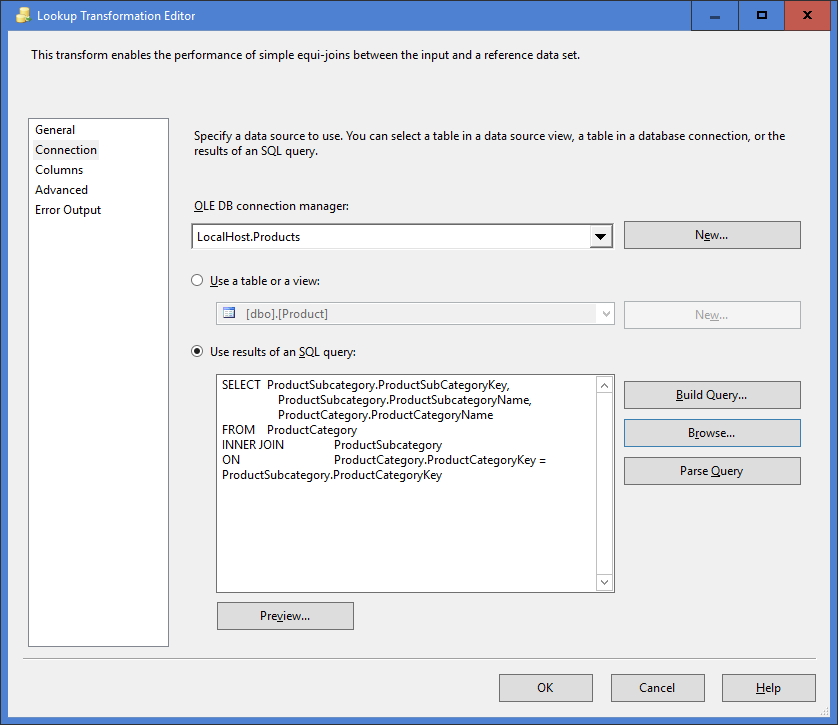 Lookup Transformation Editor
This transform enables the performance of simple equi-joins between the input and a reference data set.
General
Connection
Columns
Advanced
Error Output
Specify a data source to use. You can select a table in a data source view, a table in a database connection, or the
results of an SQL query.
OLE DB connection manager:
LocalHost.Products
New...
Use a table or a view:
[dbo].[Product]
New...
Use results of an SQL query:
SELECT ProductSubcategory.ProductSubCategoryKey,
ProductSubcategory.ProductSubcategoryName,
ProductCategory.ProductCategoryName
FROM ProductCategory
INNER JOIN ProductSubcategory
ON ProductCategory.ProductCategoryKey =
ProductSubcategory.ProductCategoryKey
Build Query...
Browse...
Parse Query
Preview...
OK
Cancel
Help